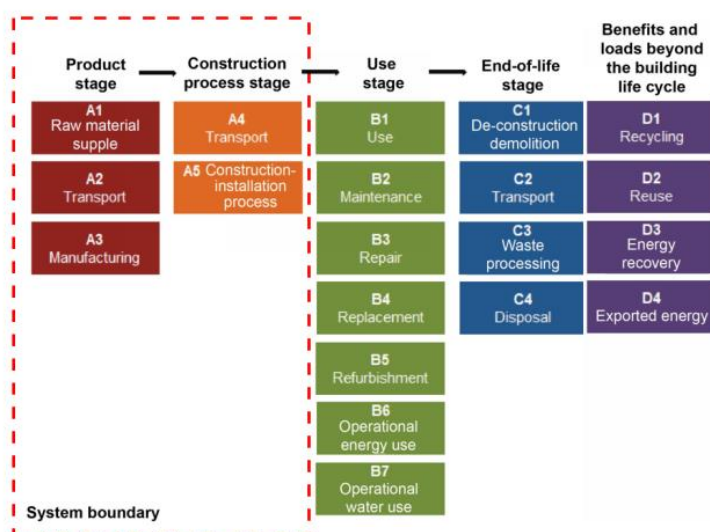 Product
stage
Construction
process stage
Use
stage
End-of-life
stage
Benefits and
loads beyond
the building
life cycle
A1
Raw material
supple
A2
Transport
A3
Manufacturing
A4
Transport
A5 Construction-
installation
process
B1
Use
B2
Maintenance
B3
Repair
B4
Replacement
B5
Refurbishment
B6
Operational
energy use
B7
Operational
water use
C1
De-construction
demolition
C2
Transport
C3
Waste
processing
C4
Disposal
D1
Recycling
D2
Reuse
D3
Energy
recovery
D4
Exported energy
System boundary